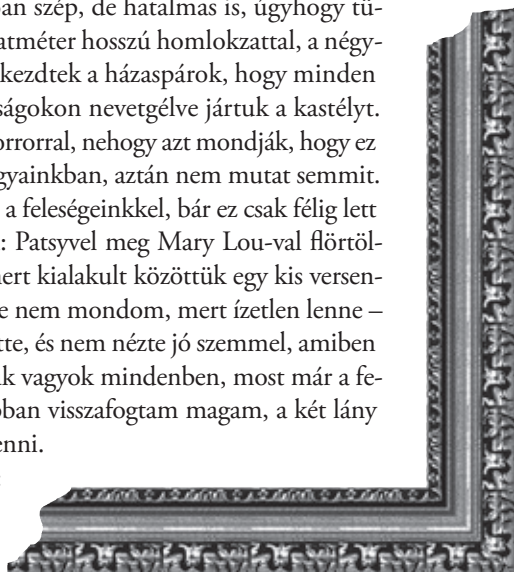 ban szép, de hatalmas is, úgyhogy tü-
atméter hosszú homlokzattal, a négy-
kezdtek a házaspárok, hogy minden
ságokon nevetgélve jártuk a kastélyt.
orrorral, nehogy azt mondják, hogy ez
gyainkban, aztán nem mutat semmit.
a feleségeinkkel, bár ez csak félig lett
: Patsyvel meg Mary Lou-val flörtöl-
mert kialakult közöttük egy kis versen-
e nem mondom, mert ízetlen lenne –
tte, és nem nézte jó szemmel, amiben
k vagyok mindenben, most már a fe-
óban visszafogtam magam, a két lány
enni.